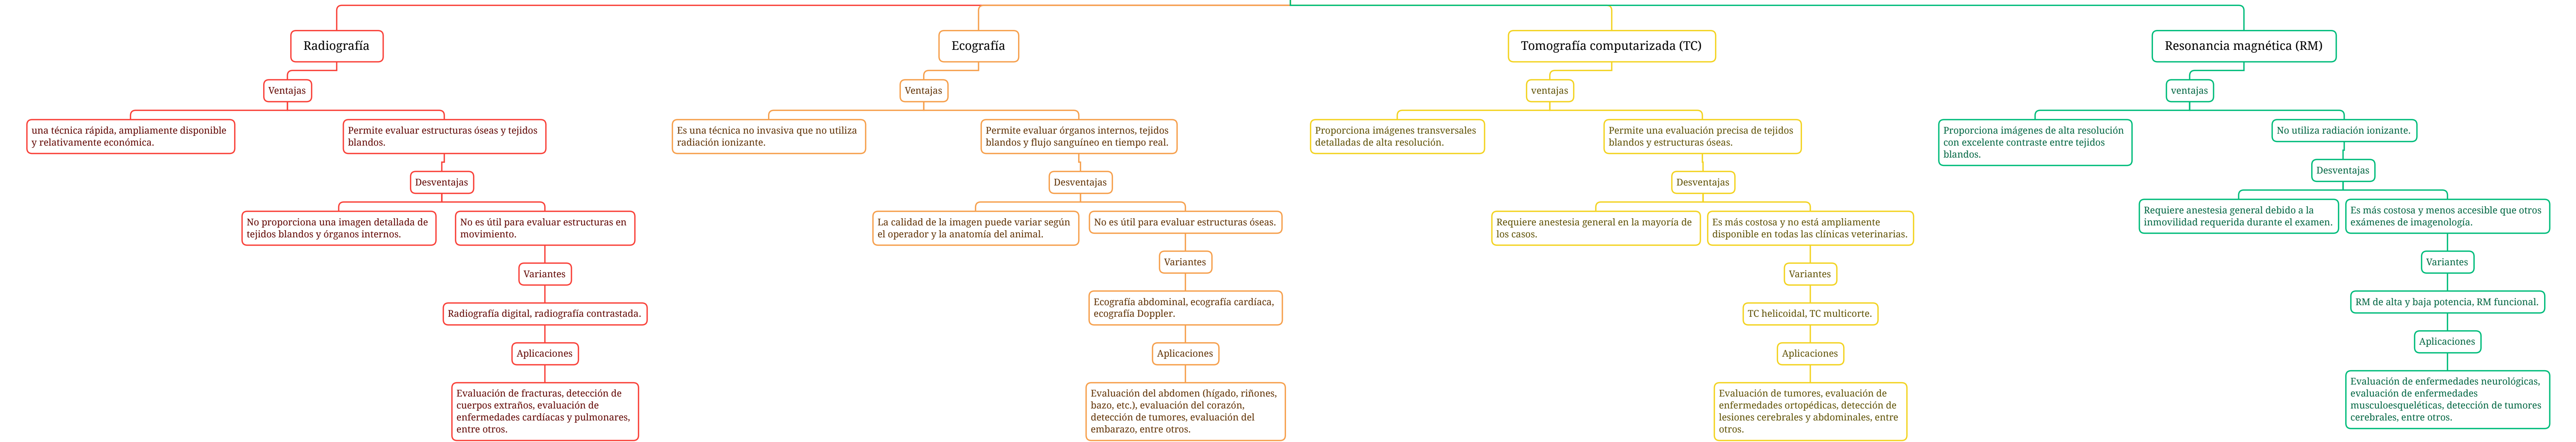 Radiografía
Ventajas
una técnica rápida, ampliamente disponible
y relativamente económica.
Permite evaluar estructuras óseas y tejidos
blandos.
Desventajas
No proporciona una imagen detallada de
tejidos blandos y órganos internos.
No es útil para evaluar estructuras en
movimiento.
Variantes
Radiografía digital, radiografía contrastada.
Aplicaciones
Evaluación de fracturas, detección de
cuerpos extraños, evaluación de
enfermedades cardíacas y pulmonares,
entre otros.
Ecografía
Ventajas
Es una técnica no invasiva que no utiliza
radiación ionizante.
Permite evaluar órganos internos, tejidos
blandos y flujo sanguíneo en tiempo real.
Desventajas
La calidad de la imagen puede variar según
el operador y la anatomía del animal.
No es útil para evaluar estructuras óseas.
Variantes
Ecografía abdominal, ecografía cardíaca,
ecografía Doppler.
Aplicaciones
Evaluación del abdomen (hígado, riñones,
bazo, etc.), evaluación del corazón,
detección de tumores, evaluación del
embarazo, entre otros.
Tomografía computarizada (TC)
ventajas
Proporciona imágenes transversales
detalladas de alta resolución.
Permite una evaluación precisa de tejidos
blandos y estructuras óseas.
Desventajas
Requiere anestesia general en la mayoría de
los casos.
Es más costosa y no está ampliamente
disponible en todas las clínicas veterinarias.
Variantes
TC helicoidal, TC multicorte.
Aplicaciones
Evaluación de tumores, evaluación de
enfermedades ortopédicas, detección de
lesiones cerebrales y abdominales, entre
otros.
Resonancia magnética (RM)
ventajas
Proporciona imágenes de alta resolución
con excelente contraste entre tejidos
blandos.
No utiliza radiación ionizante.
Desventajas
Requiere anestesia general debido a la
inmovilidad requerida durante el examen.
Es más costosa y menos accesible que otros
exámenes de imagenología.
Variantes
RM de alta y baja potencia, RM funcional.
Aplicaciones
Evaluación de enfermedades neurológicas,
evaluación de enfermedades
musculoesqueléticas, detección de tumores
cerebrales, entre otros.